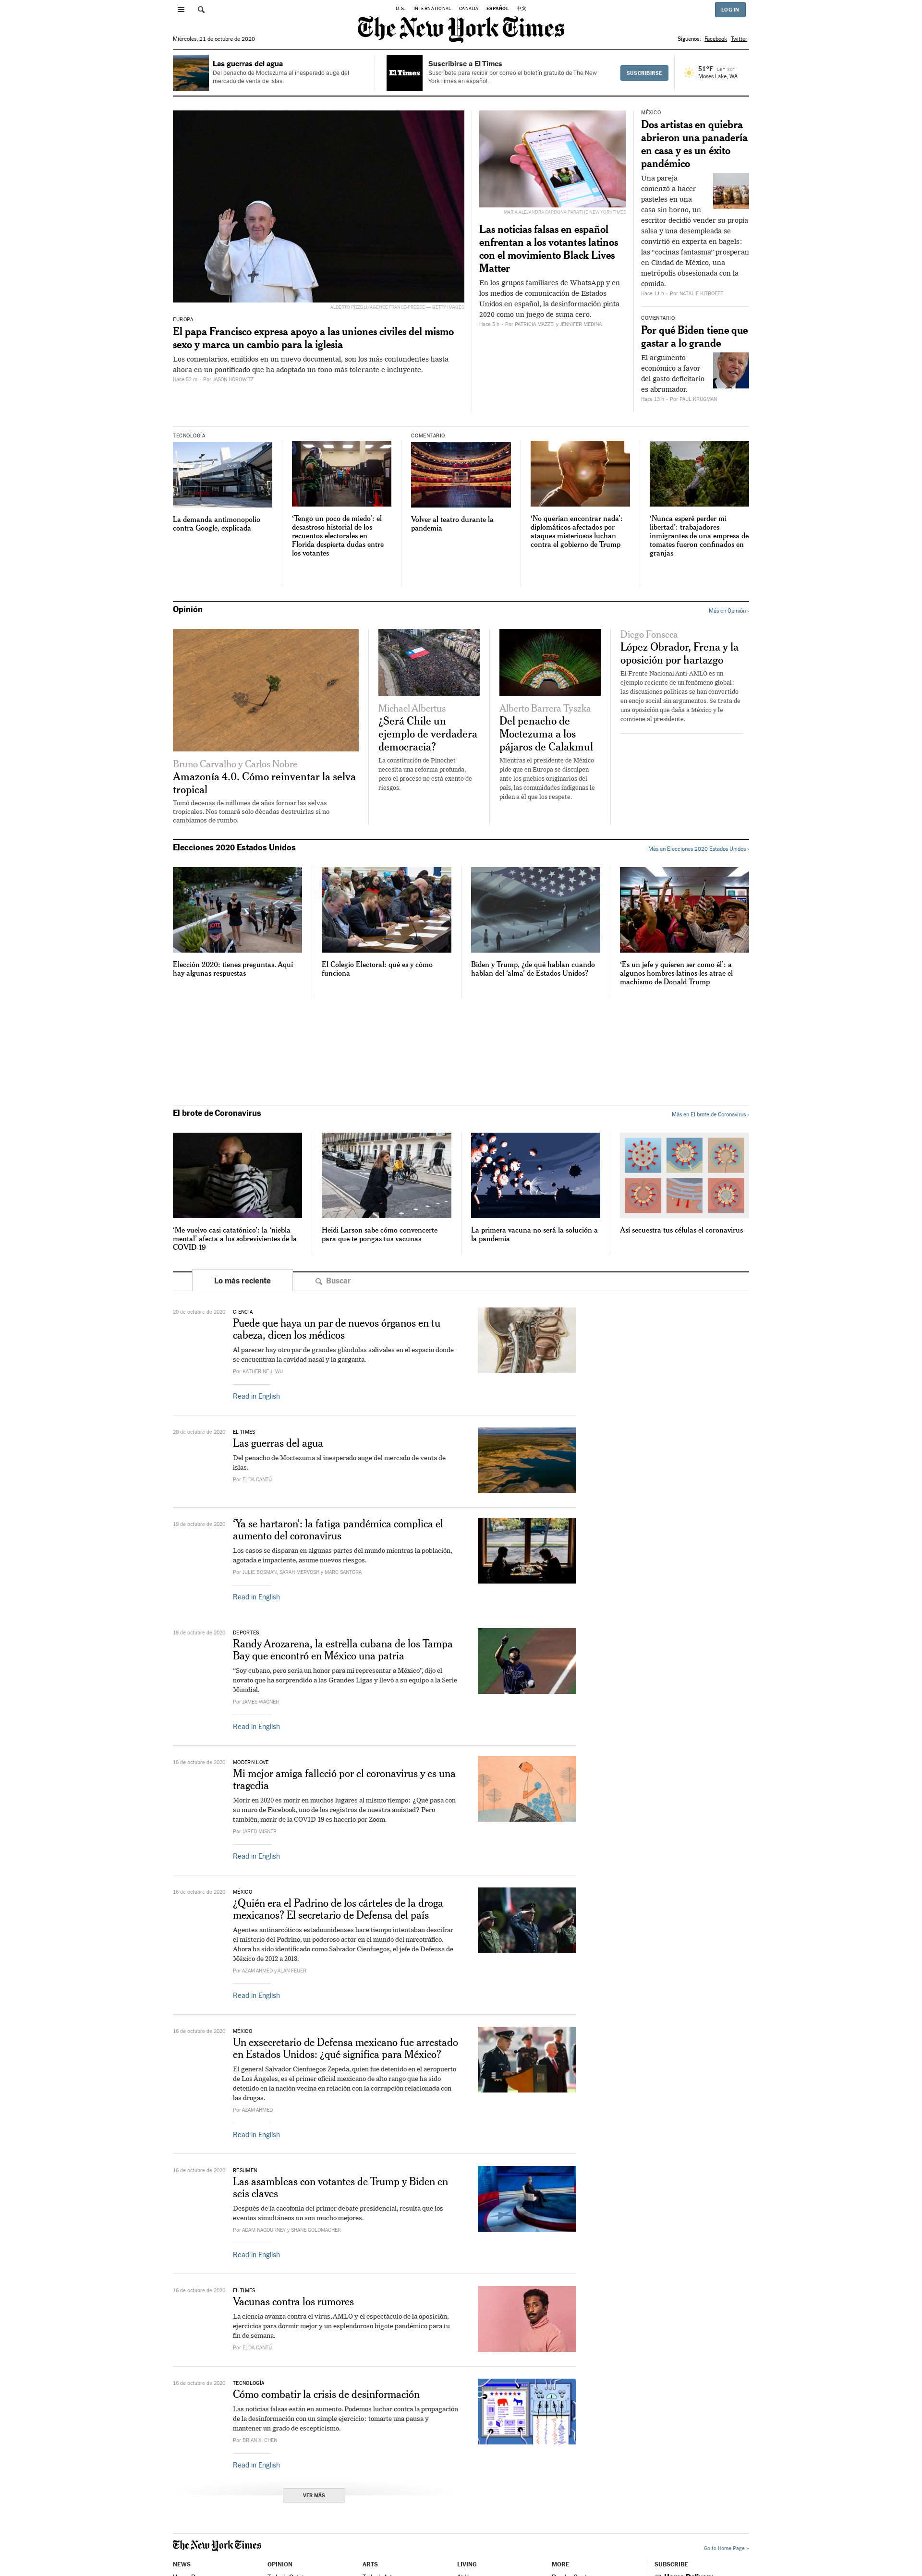 U.S. INTERNATIONAL CANADA ESPAÑOL 中文
LOG IN
The New York Times
Miércoles, 21 de octubre de 2020
Síguenos: Facebook Twitter
Las guerras del agua
Del penacho de Moctezuma al inesperado auge del
mercado de venta de islas.
El Times
Suscribirse a El Times
Suscríbete para recibir por correo el boletín gratuito de The New
York Times en español.
SUSCRIBIRSE
51°F
Moses Lake, WA
ALBERTO PIZZOLI/AGENCE FRANCE-PRESSE — GETTY IMAGES
EUROPA
El papa Francisco expresa apoyo a las uniones civiles del mismo
sexo y marca un cambio para la iglesia
Los comentarios, emitidos en un nuevo documental, son los más contundentes hasta
ahora en un pontificado que ha adoptado un tono más tolerante e incluyente.
Hace 52 m - Por JASON HOROWITZ
MARÍA ALEJANDRA CARDONA PARA THE NEW YORK TIMES
Las noticias falsas en español
enfrentan a los votantes latinos
con el movimiento Black Lives
Matter
En los grupos familiares de WhatsApp y en
los medios de comunicación de Estados
Unidos en español, la desinformación pinta
2020 como un juego de suma cero.
Hace 5 h - Por PATRICIA MAZZEI y JENNIFER MEDINA
MÉXICO
Dos artistas en quiebra
abrieron una panadería
en casa y es un éxito
pandémico
Una pareja
comenzó a hacer
pasteles en una
casa sin horno, un
escritor decidió vender su propia
salsa y una desempleada se
convirtió en experta en bagels:
las “cocinas fantasma” prosperan
en Ciudad de México, una
metrópolis obsesionada con la
comida.
Hace 11 h - Por NATALIE KITROEFF
COMENTARIO
Por qué Biden tiene que
gastar a lo grande
El argumento
económico a favor
del gasto deficitario
es abrumador.
Hace 13 h - Por PAUL KRUGMAN
TECNOLOGÍA
La demanda antimonopolio
contra Google, explicada
‘Tengo un poco de miedo’: el
desastroso historial de los
recuentos electorales en
Florida despierta dudas entre
los votantes
COMENTARIO
Volver al teatro durante la
pandemia
‘No querían encontrar nada’:
diplomáticos afectados por
ataques misteriosos luchan
contra el gobierno de Trump
‘Nunca esperé perder mi
libertad’: trabajadores
inmigrantes de una empresa de
tomates fueron confinados en
granjas
Opinión
Más en Opinión ›
Bruno Carvalho y Carlos Nobre
Amazonía 4.0. Cómo reinventar la selva
tropical
Tomó decenas de millones de años formar las selvas
tropicales. Nos tomará solo décadas destruirlas si no
cambiamos de rumbo.
Michael Albertus
¿Será Chile un
ejemplo de verdadera
democracia?
La constitución de Pinochet
necesita una reforma profunda,
pero el proceso no está exento de
riesgos.
Alberto Barrera Tyszka
Del penacho de
Moctezuma a los
pájaros de Calakmul
Mientras el presidente de México
pide que en Europa se disculpen
ante los pueblos originarios del
país, las comunidades indígenas le
piden a él que los respete.
Diego Fonseca
López Obrador, Frena y la
oposición por hartazgo
El Frente Nacional Anti-AMLO es un
ejemplo reciente de un fenómeno global:
las discusiones políticas se han convertido
en enojo social sin argumentos. Se trata de
una oposición que daña a México y le
conviene al presidente.
Elecciones 2020 Estados Unidos
Más en Elecciones 2020 Estados Unidos ›
Elección 2020: tienes preguntas. Aquí
hay algunas respuestas
El Colegio Electoral: qué es y cómo
funciona
Biden y Trump, ¿de qué hablan cuando
hablan del ‘alma’ de Estados Unidos?
‘Es un jefe y quieren ser como él’: a
algunos hombres latinos les atrae el
machismo de Donald Trump
El brote de Coronavirus
Más en El brote de Coronavirus ›
‘Me vuelvo casi catatónico’: la ‘niebla
mental’ afecta a los sobrevivientes de la
COVID-19
Heidi Larson sabe cómo convencerte
para que te pongas tus vacunas
La primera vacuna no será la solución a
la pandemia
Así secuestra tus células el coronavirus
Lo más reciente
Buscar
20 de octubre de 2020
CIENCIA
Puede que haya un par de nuevos órganos en tu
cabeza, dicen los médicos
Al parecer hay otro par de grandes glándulas salivales en el espacio donde
se encuentran la cavidad nasal y la garganta.
Por KATHERINE J. WU
Read in English
20 de octubre de 2020
EL TIMES
Las guerras del agua
Del penacho de Moctezuma al inesperado auge del mercado de venta de
islas.
Por ELDA CANTÚ
19 de octubre de 2020
‘Ya se hartaron’: la fatiga pandémica complica el
aumento del coronavirus
Los casos se disparan en algunas partes del mundo mientras la población,
agotada e impaciente, asume nuevos riesgos.
Por JULIE BOSMAN, SARAH MERVOSH y MARC SANTORA
Read in English
19 de octubre de 2020
DEPORTES
Randy Arozarena, la estrella cubana de los Tampa
Bay que encontró en México una patria
“Soy cubano, pero sería un honor para mí representar a México”, dijo el
novato que ha sorprendido a las Grandes Ligas y llevó a su equipo a la Serie
Mundial.
Por JAMES WAGNER
Read in English
18 de octubre de 2020
MODERN LOVE
Mi mejor amiga falleció por el coronavirus y es una
tragedia
Morir en 2020 es morir en muchos lugares al mismo tiempo: ¿Qué pasa con
su muro de Facebook, uno de los registros de nuestra amistad? Pero
también, morir de la COVID-19 es hacerlo por Zoom.
Por JARED MISNER
Read in English
16 de octubre de 2020
MÉXICO
¿Quién era el Padrino de los cárteles de la droga
mexicanos? El secretario de Defensa del país
Agentes antinarcóticos estadounidenses hace tiempo intentaban descifrar
el misterio del Padrino, un poderoso actor en el mundo del narcotráfico.
Ahora ha sido identificado como Salvador Cienfuegos, el jefe de Defensa de
México de 2012 a 2018.
Por AZAM AHMED y ALAN FEUER
Read in English
16 de octubre de 2020
MÉXICO
Un exsecretario de Defensa mexicano fue arrestado
en Estados Unidos: ¿qué significa para México?
El general Salvador Cienfuegos Zepeda, quien fue detenido en el aeropuerto
de Los Ángeles, es el primer oficial mexicano de alto rango que ha sido
detenido en la nación vecina en relación con la corrupción relacionada con
las drogas.
Por AZAM AHMED
Read in English
16 de octubre de 2020
RESUMEN
Las asambleas con votantes de Trump y Biden en
seis claves
Después de la cacofonía del primer debate presidencial, resulta que los
eventos simultáneos no son mucho mejores.
Por ADAM NAGOURNEY y SHANE GOLDMACHER
Read in English
16 de octubre de 2020
EL TIMES
Vacunas contra los rumores
La ciencia avanza contra el virus, AMLO y el espectáculo de la oposición,
ejercicios para dormir mejor y un esplendoroso bigote pandémico para tu
fin de semana.
Por ELDA CANTÚ
16 de octubre de 2020
TECNOLOGÍA
Cómo combatir la crisis de desinformación
Las noticias falsas están en aumento. Podemos luchar contra la propagación
de la desinformación con un simple ejercicio: tomarte una pausa y
mantener un grado de escepticismo.
Por BRIAN X. CHEN
Read in English
VER MÁS
The New York Times
Go to Home Page »
NEWS OPINION ARTS LIVING MORE SUBSCRIBE